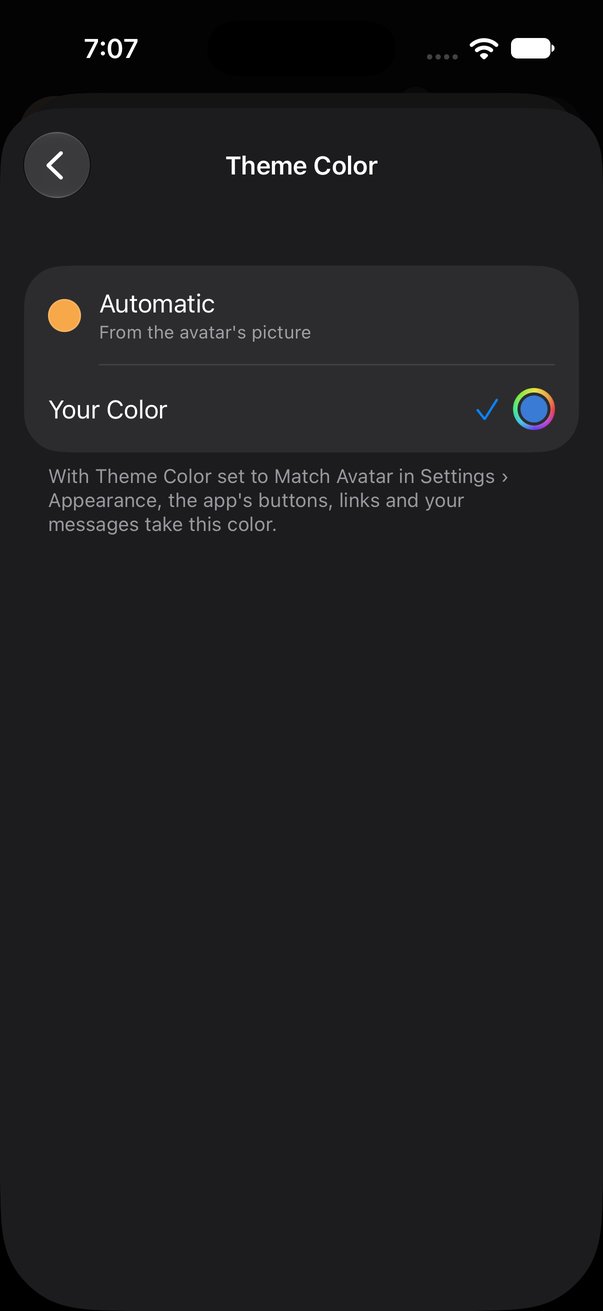 7:07
Theme Color
Automatic
From the avatar's picture
Your Color
With Theme Color set to Match Avatar in Settings ›
Appearance, the app's buttons, links and your
messages take this color.